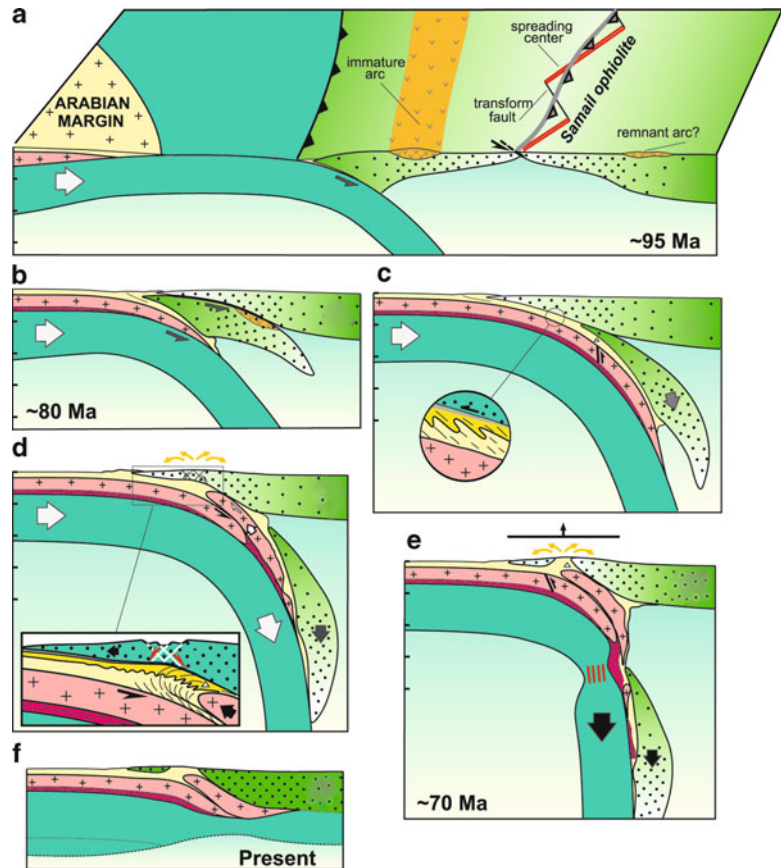 a
ARABIAN
MARGIN
immature
arc
spreading
center
transform
fault
Samail ophiolite
remnant arc?
~95 Ma
b
~80 Ma
c
d
e
~70 Ma
f
Present